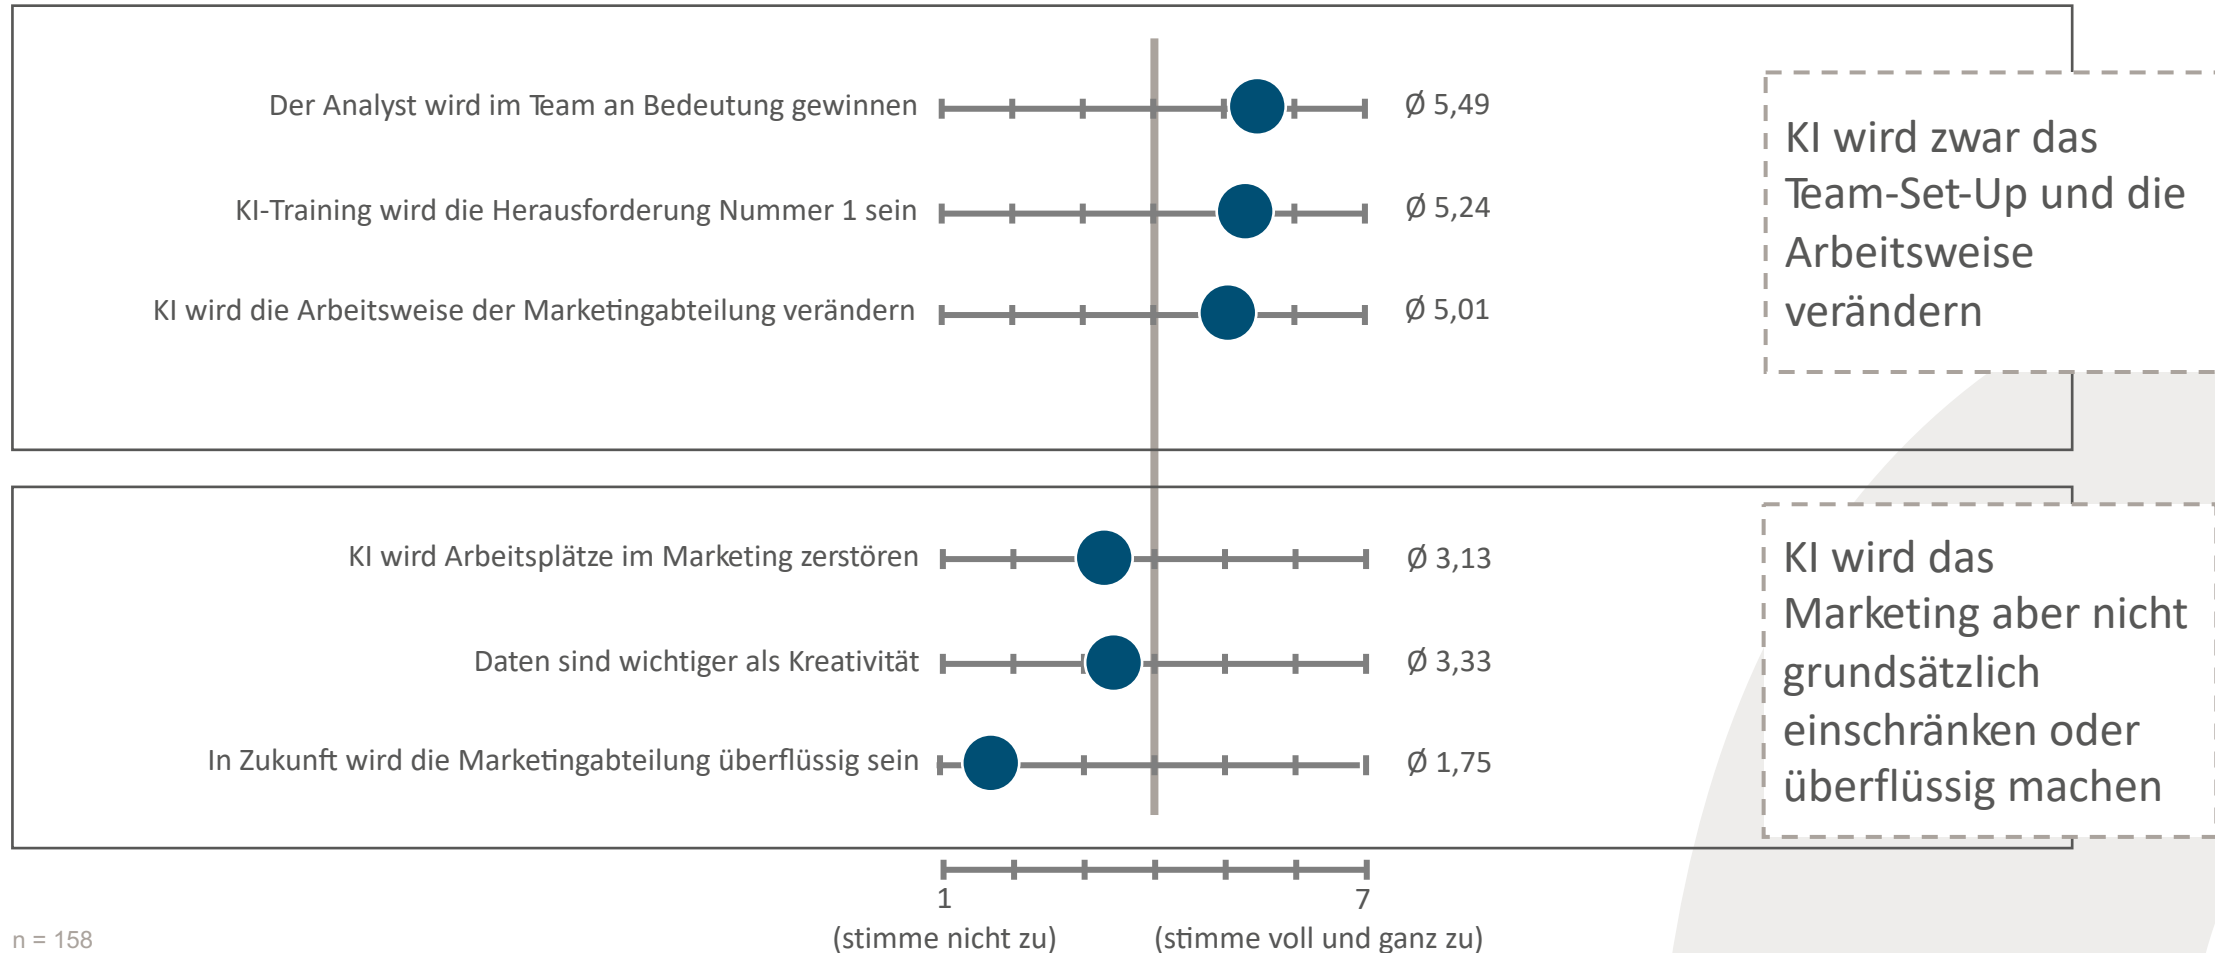 Der Analyst wird im Team an Bedeutung gewinnen Ø 5,49
KI-Training wird die Herausforderung Nummer 1 sein Ø 5,24
KI wird die Arbeitsweise der Marketingabteilung verändern Ø 5,01
KI wird zwar das
Team-Set-Up und die
Arbeitsweise
verändern
KI wird Arbeitsplätze im Marketing zerstören Ø 3,13
Daten sind wichtiger als Kreativität Ø 3,33
In Zukunft wird die Marketingabteilung überflüssig sein Ø 1,75
KI wird das
Marketing aber nicht
grundsätzlich
einschränken oder
überflüssig machen
1 7
(stimme nicht zu) (stimme voll und ganz zu)
n = 158